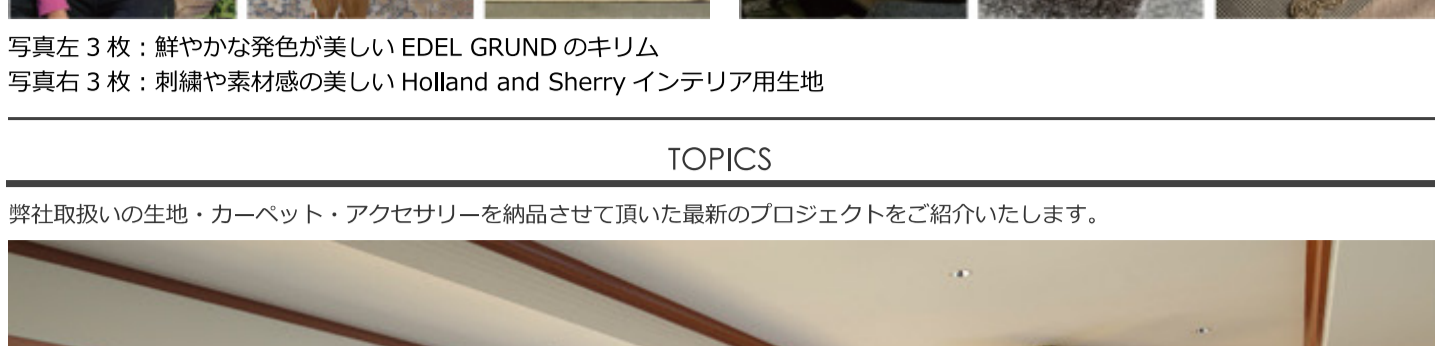 写真左3枚：鮮やかな発色が美しい EDEL GRUND のキリム
写真右3枚：刺繍や素材感の美しい Holland and Sherry インテリア用生地
TOPICS
弊社取扱いの生地・カーペット・アクセサリーを納品させて頂いた最新のプロジェクトをご紹介いたします。